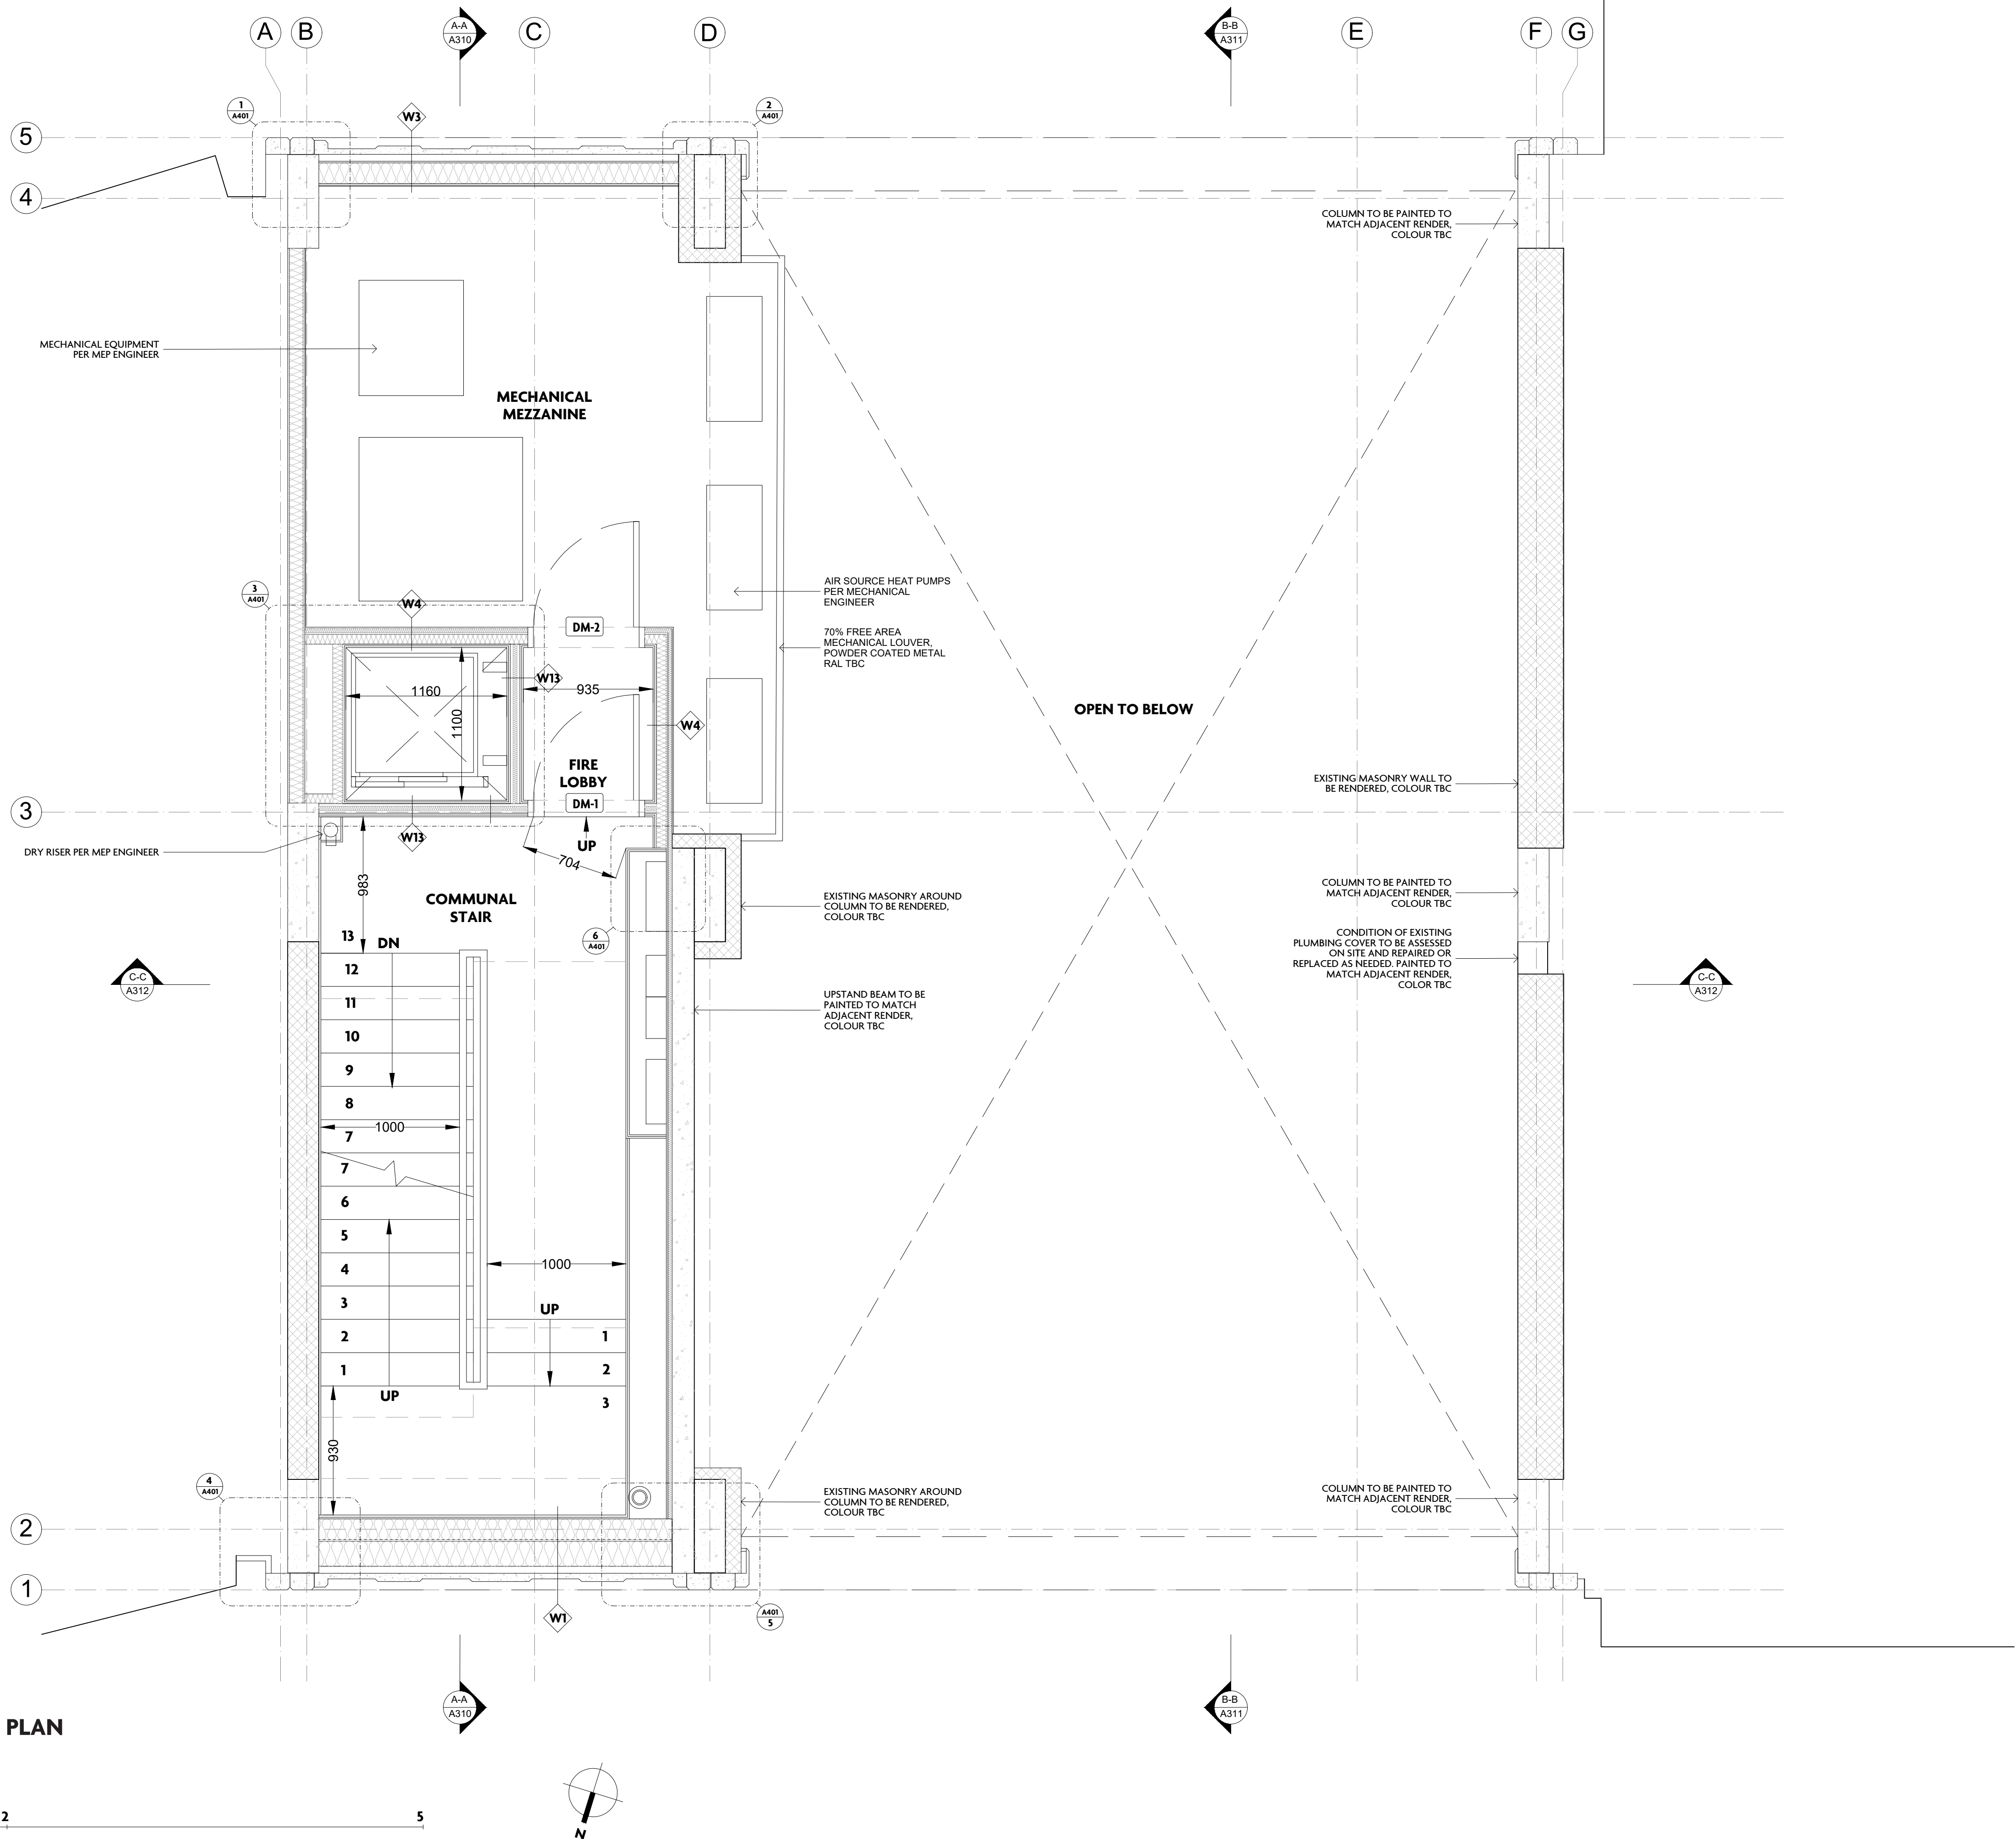 A
B
A-A
A310
C
D
B-B
A311
E
F
G
1
A401
2
A401
W3
5
4
COLUMN TO BE PAINTED TO
MATCH ADJACENT RENDER,
COLOUR TBC
MECHANICAL EQUIPMENT
PER MEP ENGINEER
MECHANICAL
MEZZANINE
AIR SOURCE HEAT PUMPS
PER MECHANICAL
ENGINEER
3
A401
W4
DM-2
70% FREE AREA
MECHANICAL LOUVER,
POWDER COATED METAL
RAL TBC
W13
1160
935
1100
W4
OPEN TO BELOW
FIRE
LOBBY
DM-1
EXISTING MASONRY WALL TO
BE RENDERED, COLOUR TBC
3
W13
UP
DRY RISER PER MEP ENGINEER
704
983
COMMUNAL
STAIR
EXISTING MASONRY AROUND
COLUMN TO BE RENDERED,
COLOUR TBC
COLUMN TO BE PAINTED TO
MATCH ADJACENT RENDER,
COLOUR TBC
6
A401
13
DN
CONDITION OF EXISTING
PLUMBING COVER TO BE ASSESSED
ON SITE AND REPAIRED OR
REPLACED AS NEEDED. PAINTED TO
MATCH ADJACENT RENDER,
COLOR TBC
12
C-C
A312
C-C
A312
11
UPSTAND BEAM TO BE
PAINTED TO MATCH
ADJACENT RENDER,
COLOUR TBC
10
9
8
1000
7
7
6
5
4
1000
3
UP
2
1
1
2
UP
3
930
4
A401
EXISTING MASONRY AROUND
COLUMN TO BE RENDERED,
COLOUR TBC
COLUMN TO BE PAINTED TO
MATCH ADJACENT RENDER,
COLOUR TBC
2
1
W1
A401
5
A-A
A310
B-B
A311
PLAN
2
5
N